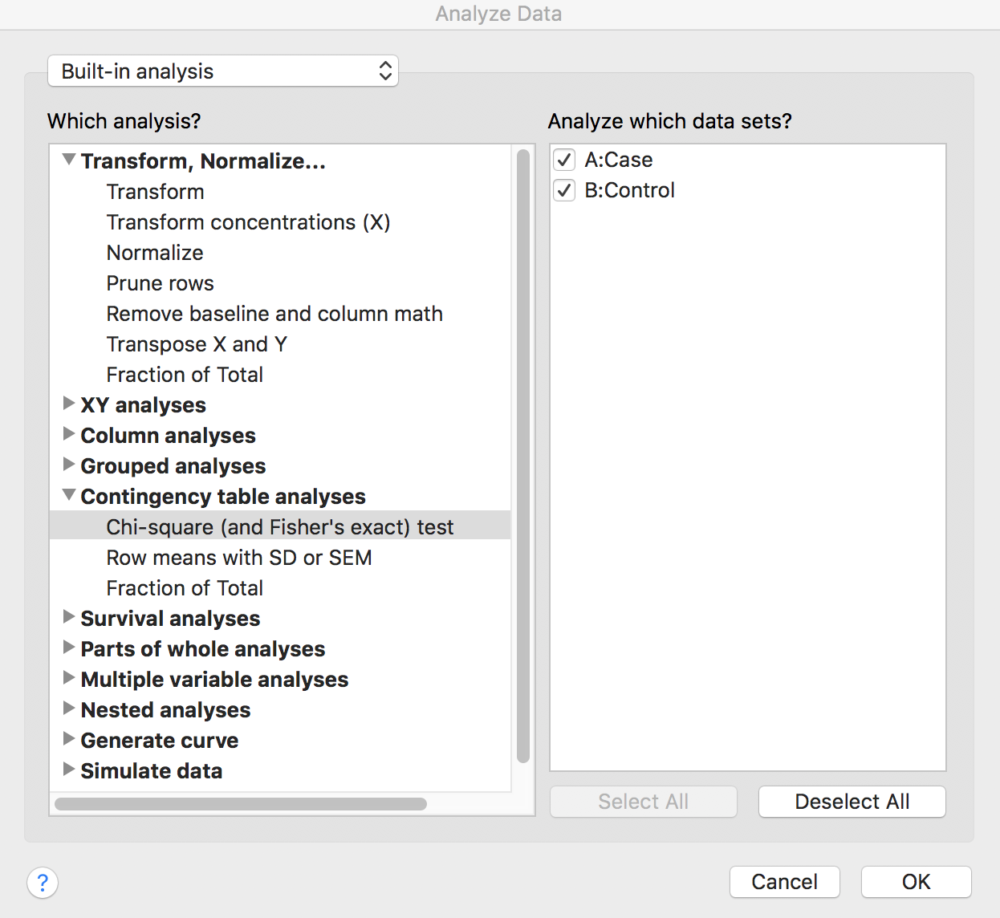 Analyze Data
Built-in analysis
Which analysis?
Transform, Normalize...
Transform
Transform concentrations (X)
Normalize
Prune rows
Remove baseline and column math
Transpose X and Y
Fraction of Total
XY analyses
Column analyses
Grouped analyses
Contingency table analyses
Chi-square (and Fisher's exact) test
Row means with SD or SEM
Fraction of Total
Survival analyses
Parts of whole analyses
Multiple variable analyses
Nested analyses
Generate curve
Simulate data
Analyze which data sets?
A:Case
B:Control
Select All
Deselect All
?
Cancel
OK